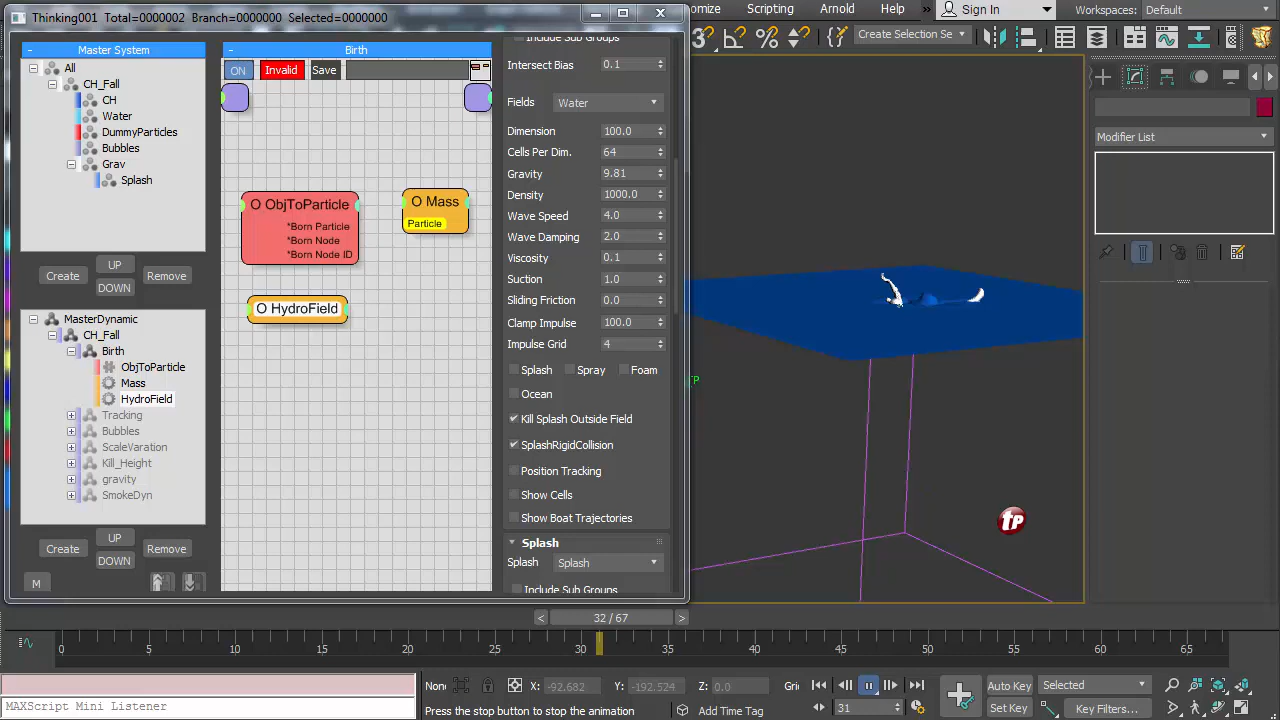 Thinking001 Total=0000002 Branch=0000000 Selected=0000000
omize Scripting Arnold Help
Sign In
Workspaces: Default
Create Selection Se
Master System
All
CH_Fall
CH
Water
DummyParticles
Bubbles
Grav
Splash
Create UP DOWN Remove
MasterDynamic
CH_Fall
Birth
ObjToParticle
Mass
HydroField
Tracking
Bubbles
ScaleVaration
Kill_Height
gravity
SmokeDyn
Create UP DOWN Remove
M
Birth
ON Invalid Save
O ObjToParticle
*Born Particle
*Born Node
*Born Node ID
O Mass
Particle
O HydroField
Include Sub Groups
Intersect Bias 0.1
Fields Water
Dimension 100.0
Cells Per Dim. 64
Gravity 9.81
Density 1000.0
Wave Speed 4.0
Wave Damping 2.0
Viscosity 0.1
Suction 1.0
Sliding Friction 0.0
Clamp Impulse 100.0
Impulse Grid 4
Splash Spray Foam
Ocean
Kill Splash Outside Field
SplashRigidCollision
Position Tracking
Show Cells
Show Boat Trajectories
Splash
Splash Splash
Include Sub Groups
TP
tP
Modifier List
< 32 / 67 >
0 5 10 15 20 25 30 35 40 45 50 55 60 65
None X: -92.682 Y: -192.524 Z: 0.0 Gri
Auto Key Selected
MAXScript Mini Listener
Press the stop button to stop the animation
Add Time Tag
31
Set Key Key Filters...